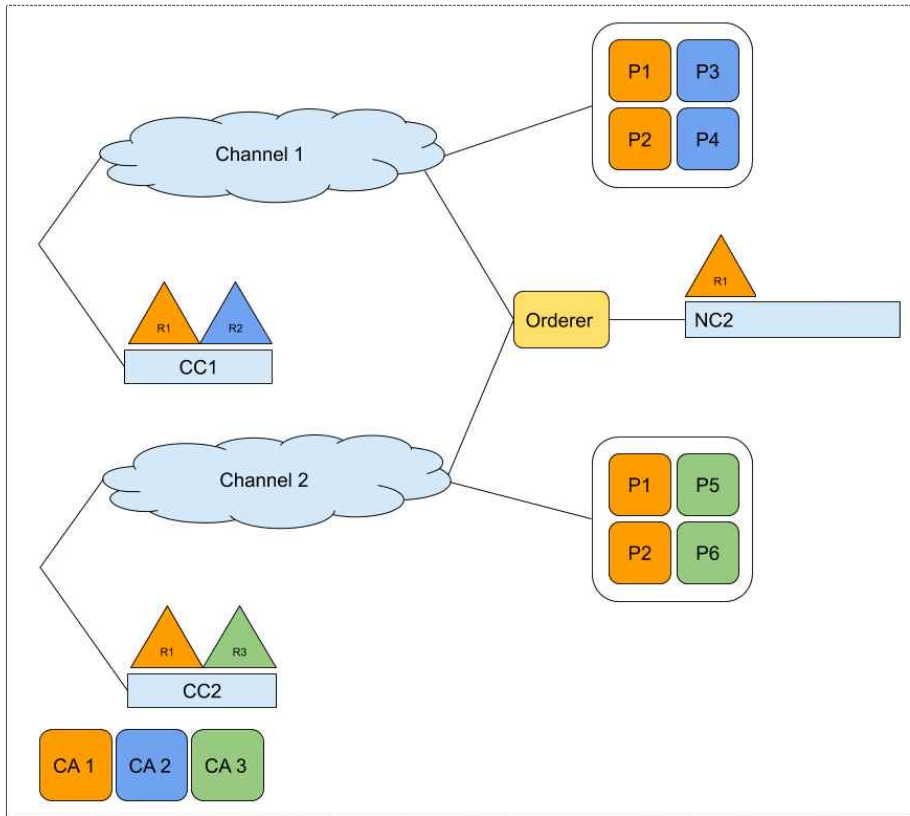 P1 P3
P2 P4
Channel 1
R1
R1 R2
Orderer NC2
CC1
Channel 2
P1 P5
P2 P6
R1 R3
CC2
CA 1 CA 2 CA 3